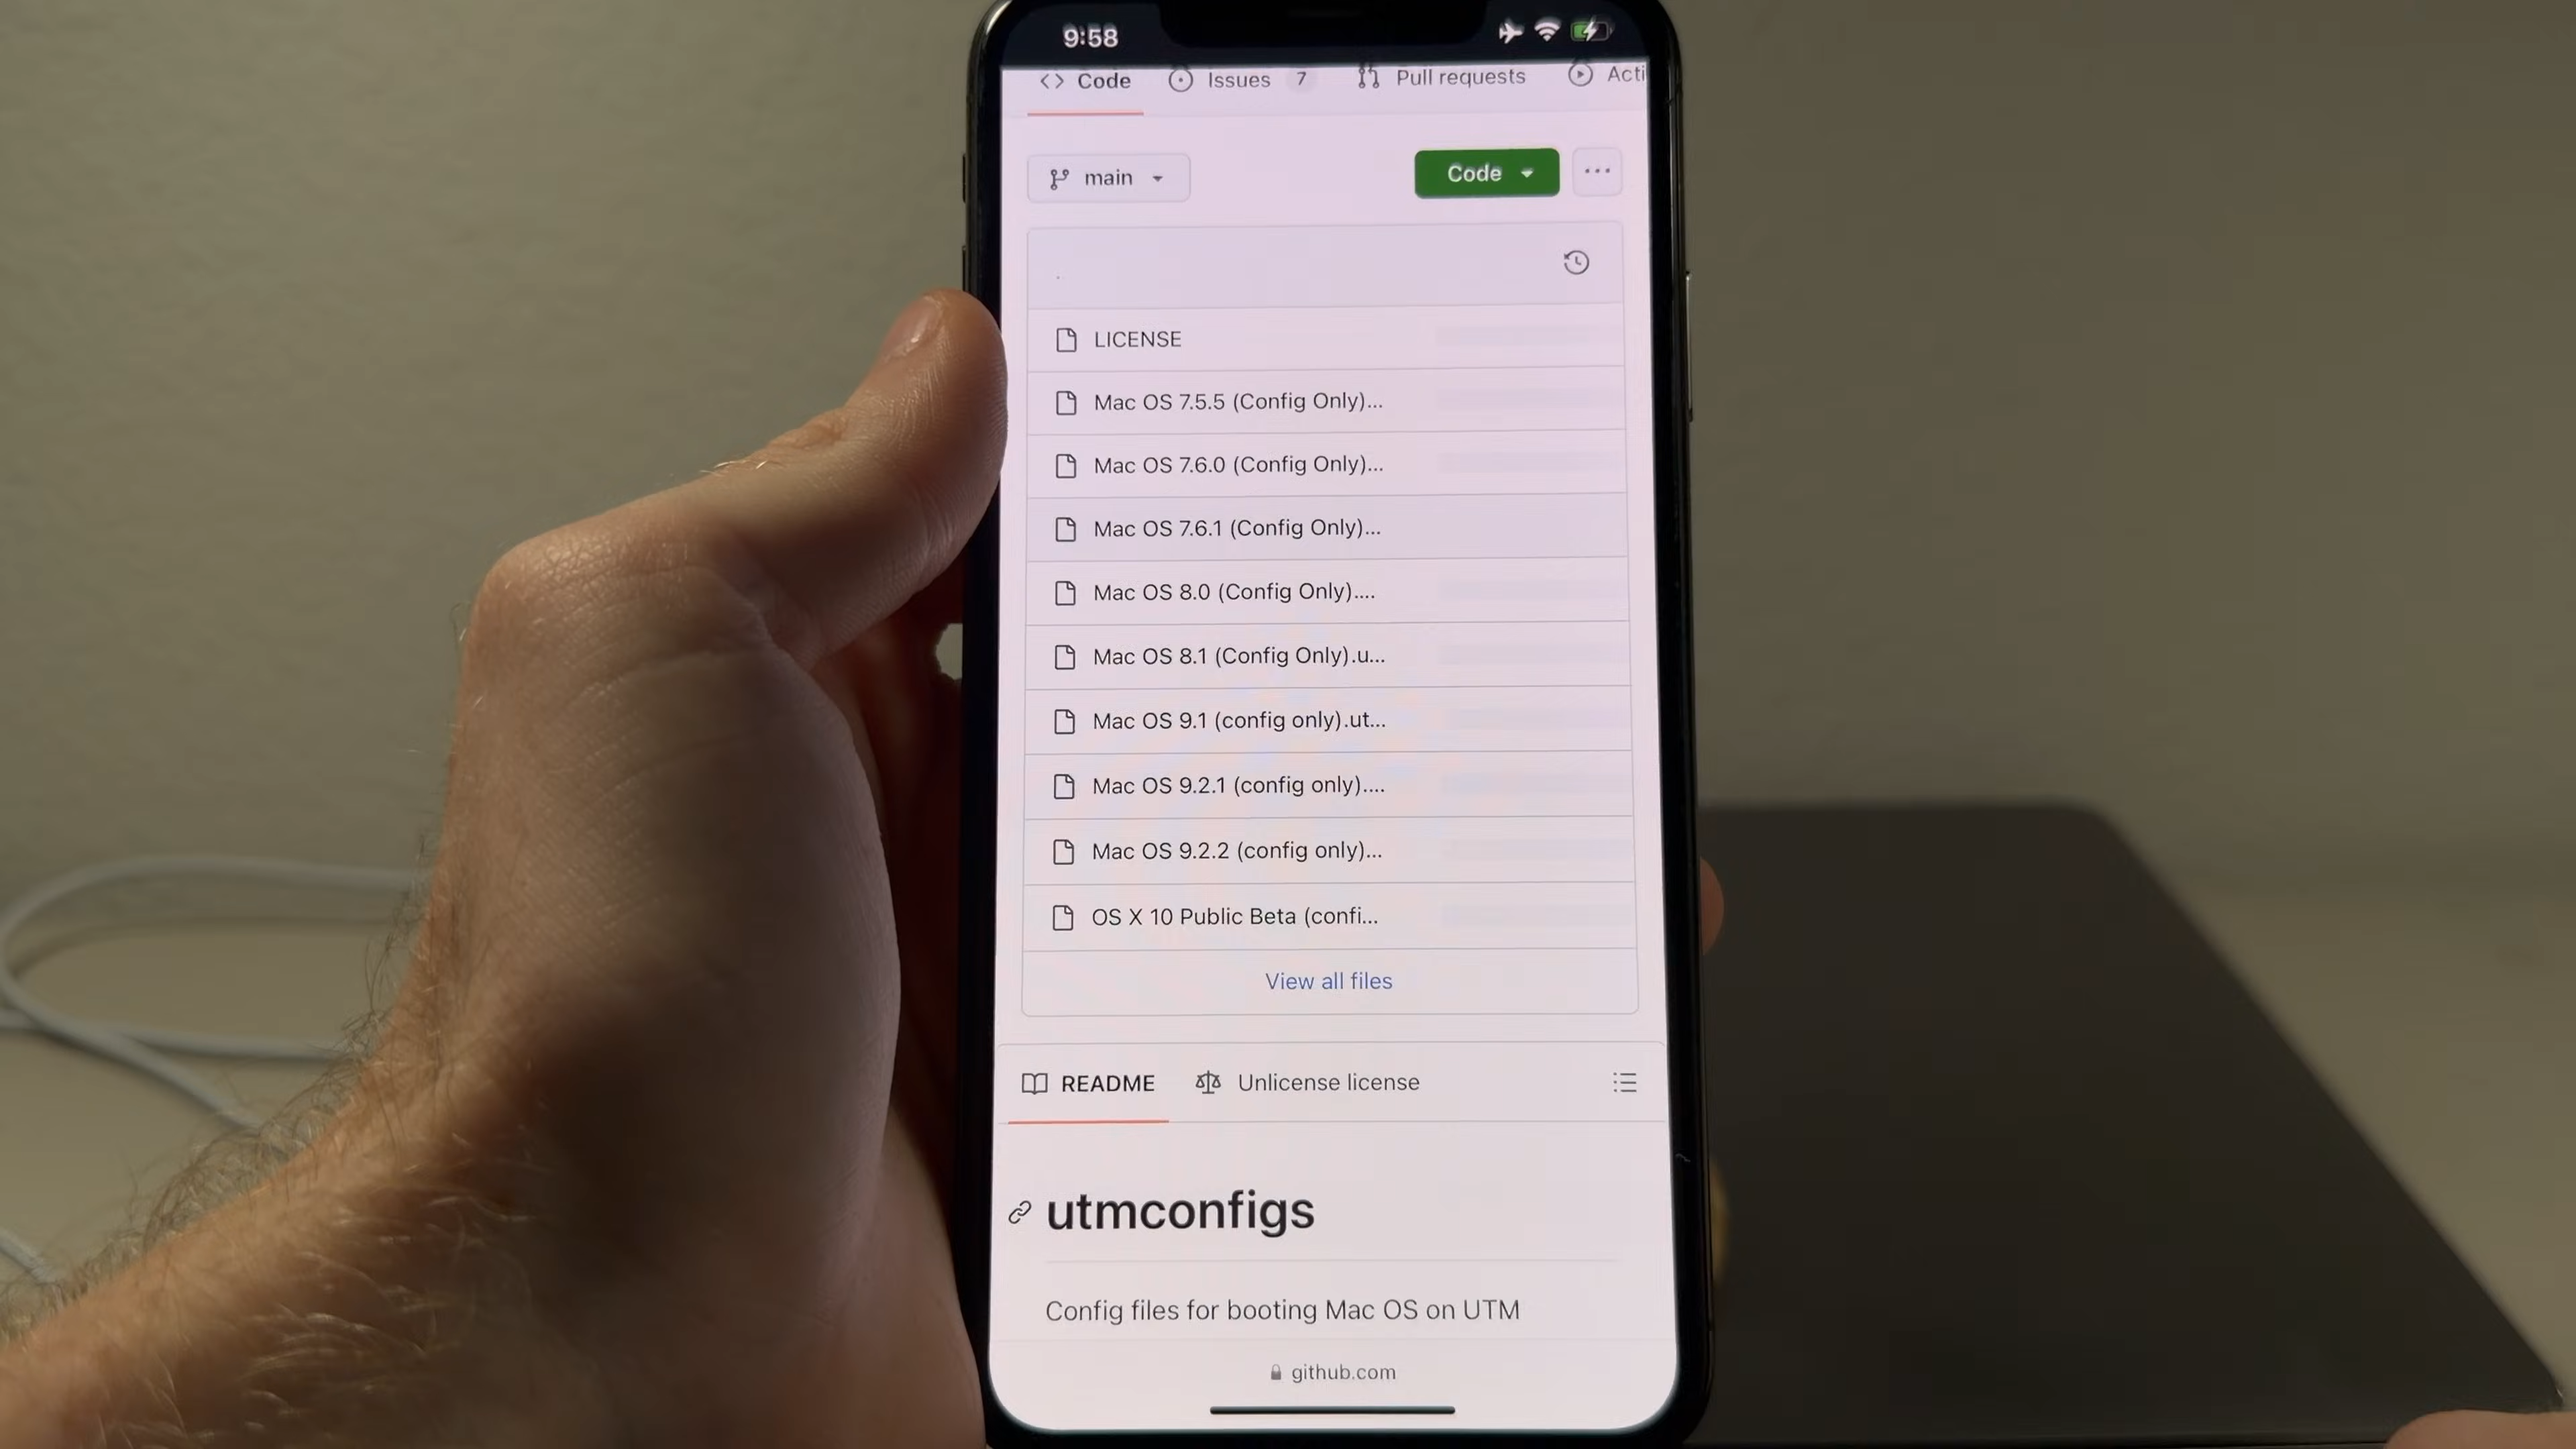 9:58
Code Issues 7 Pull requests Acti
main Code
LICENSE
Mac OS 7.5.5 (Config Only)...
Mac OS 7.6.0 (Config Only)...
Mac OS 7.6.1 (Config Only)...
Mac OS 8.0 (Config Only)....
Mac OS 8.1 (Config Only).u...
Mac OS 9.1 (config only).ut...
Mac OS 9.2.1 (config only)....
Mac OS 9.2.2 (config only)...
OS X 10 Public Beta (confi...
View all files
README Unlicense license
utmconfigs
Config files for booting Mac OS on UTM
github.com